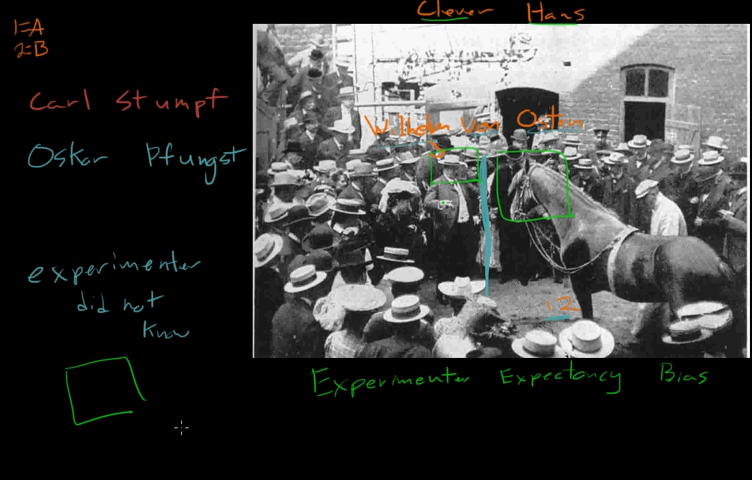 Clever Hans
1=A
2=B
Carl Stumpf
Wilhelm Von Osten
Oskar Pfungst
experimenter
did not
know
12
Experimenter Expectancy Bias